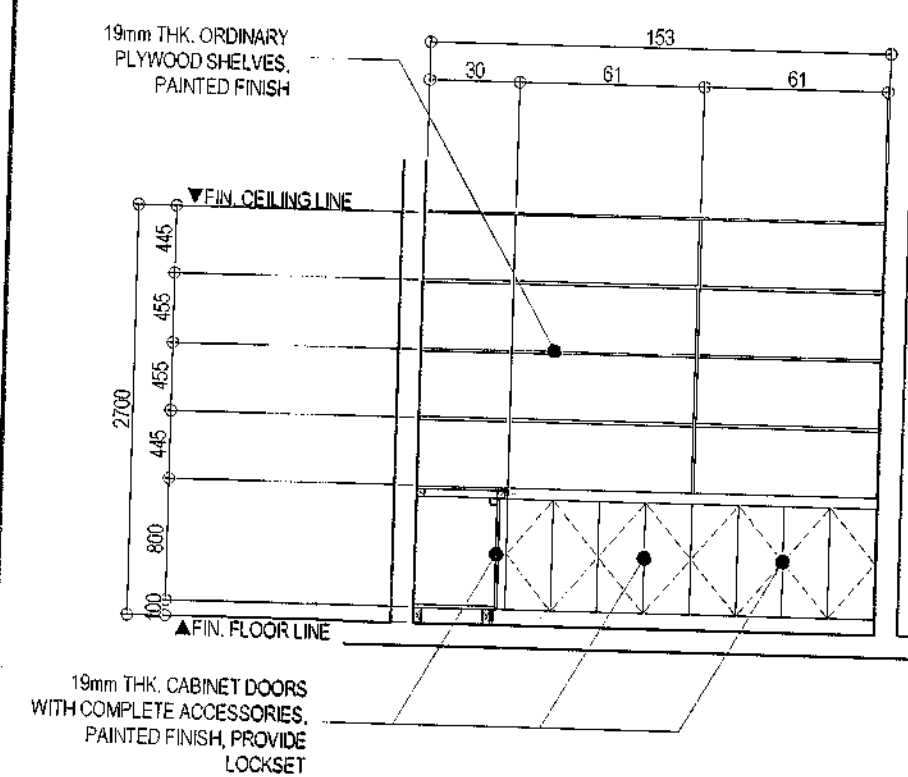 19mm THK. ORDINARY
PLYWOOD SHELVES,
PAINTED FINISH
153
30
61
61
▼FIN. CEILING LINE
445
455
455
445
2700
800
100
▲FIN. FLOOR LINE
19mm THK. CABINET DOORS
WITH COMPLETE ACCESSORIES,
PAINTED FINISH, PROVIDE
LOCKSET